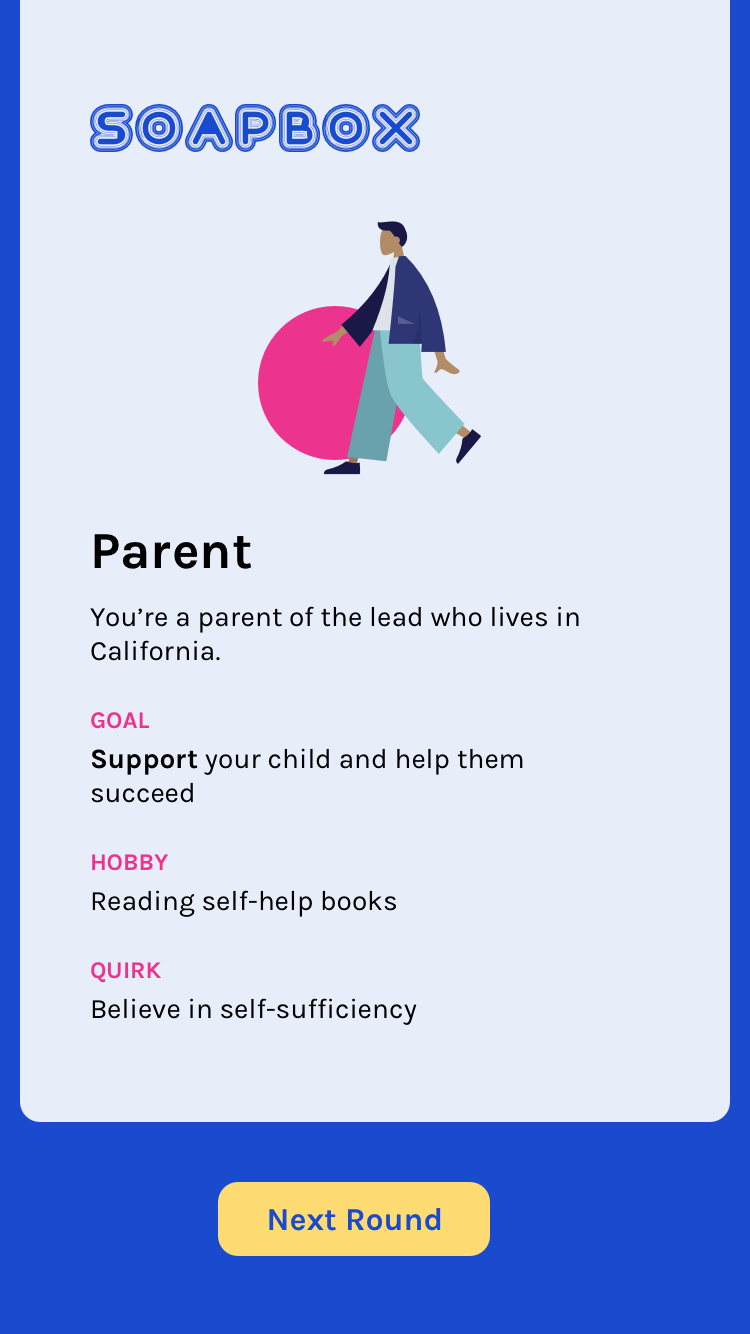 SOAPBOX
Parent
You’re a parent of the lead who lives in
California.
GOAL
Support your child and help them
succeed
HOBBY
Reading self-help books
QUIRK
Believe in self-sufficiency
Next Round